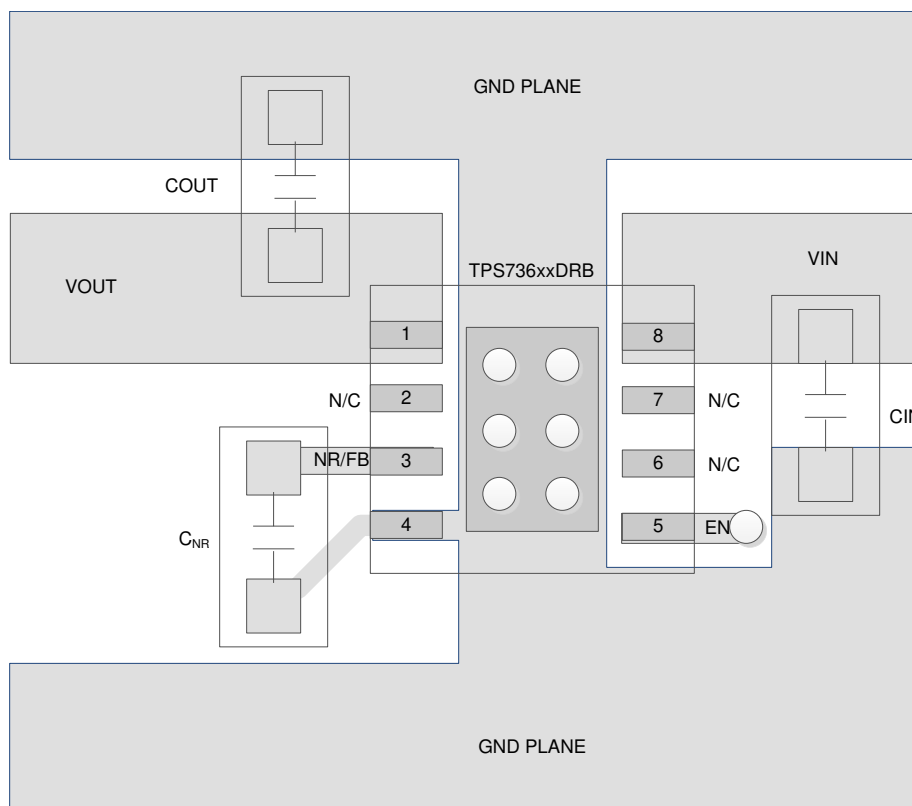 GND PLANE
COUT
TPS736xxDRB
VIN
VOUT
1
8
N/C
2
7
N/C
CIN
NR/FB
3
6
N/C
CNR
4
5
EN
GND PLANE